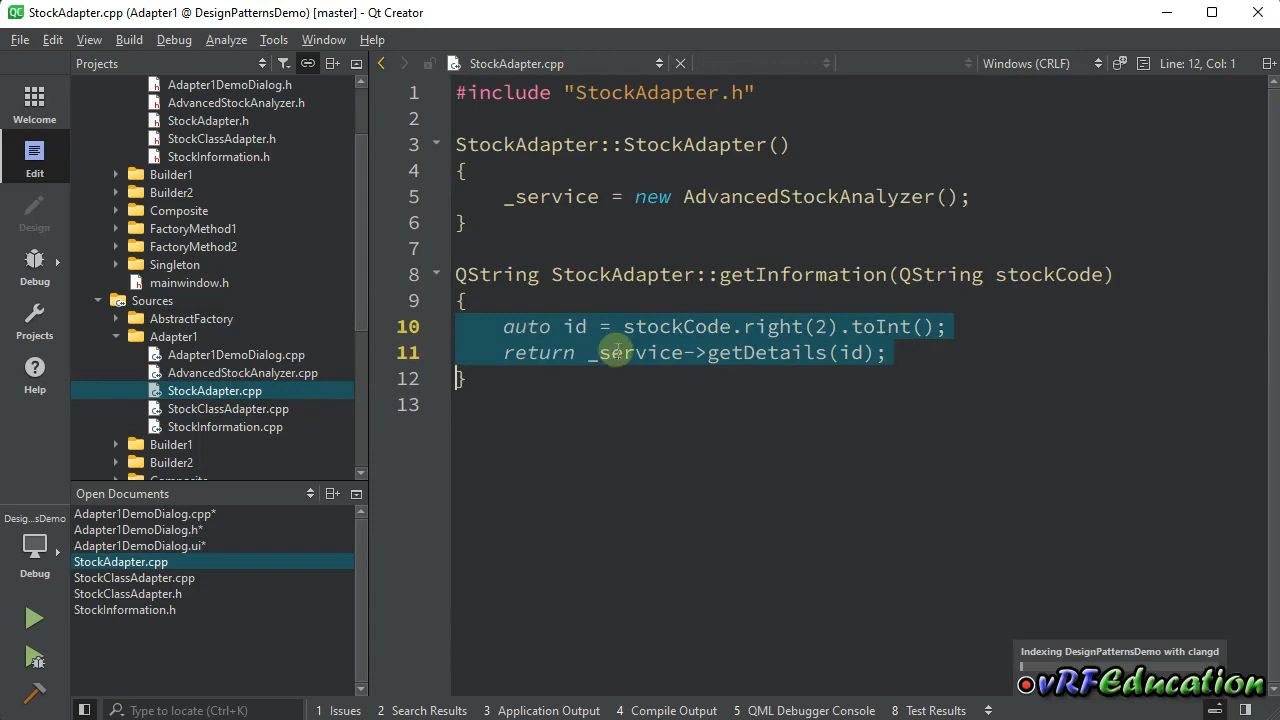 StockAdapter.cpp (Adapter1 @ DesignPatternsDemo) [master] - Qt Creator
File Edit View Build Debug Analyze Tools Window Help
Projects
StockAdapter.cpp
Windows (CRLF)
Line: 12, Col: 1
Welcome
Edit
Design
Debug
Projects
Help
Desig...sDemo
Debug
Adapter1DemoDialog.h
AdvancedStockAnalyzer.h
StockAdapter.h
StockClassAdapter.h
StockInformation.h
Builder1
Builder2
Composite
FactoryMethod1
FactoryMethod2
Singleton
mainwindow.h
Sources
AbstractFactory
Adapter1
Adapter1DemoDialog.cpp
AdvancedStockAnalyzer.cpp
StockAdapter.cpp
StockClassAdapter.cpp
StockInformation.cpp
Builder1
Builder2
Composite
Open Documents
Adapter1DemoDialog.cpp*
Adapter1DemoDialog.h*
Adapter1DemoDialog.ui*
StockAdapter.cpp
StockClassAdapter.cpp
StockClassAdapter.h
StockInformation.h
1 #include "StockAdapter.h"
2
3 StockAdapter::StockAdapter()
4 {
5 _service = new AdvancedStockAnalyzer();
6 }
7
8 QString StockAdapter::getInformation(QString stockCode)
9 {
10 auto id = stockCode.right(2).toInt();
11 return _service->getDetails(id);
12 }
13
Indexing DesignPatternsDemo with clangd
vRFEducation
Type to locate (Ctrl+K)
1 Issues 2 Search Results 3 Application Output 4 Compile Output 5 QML Debugger Console 8 Test Results